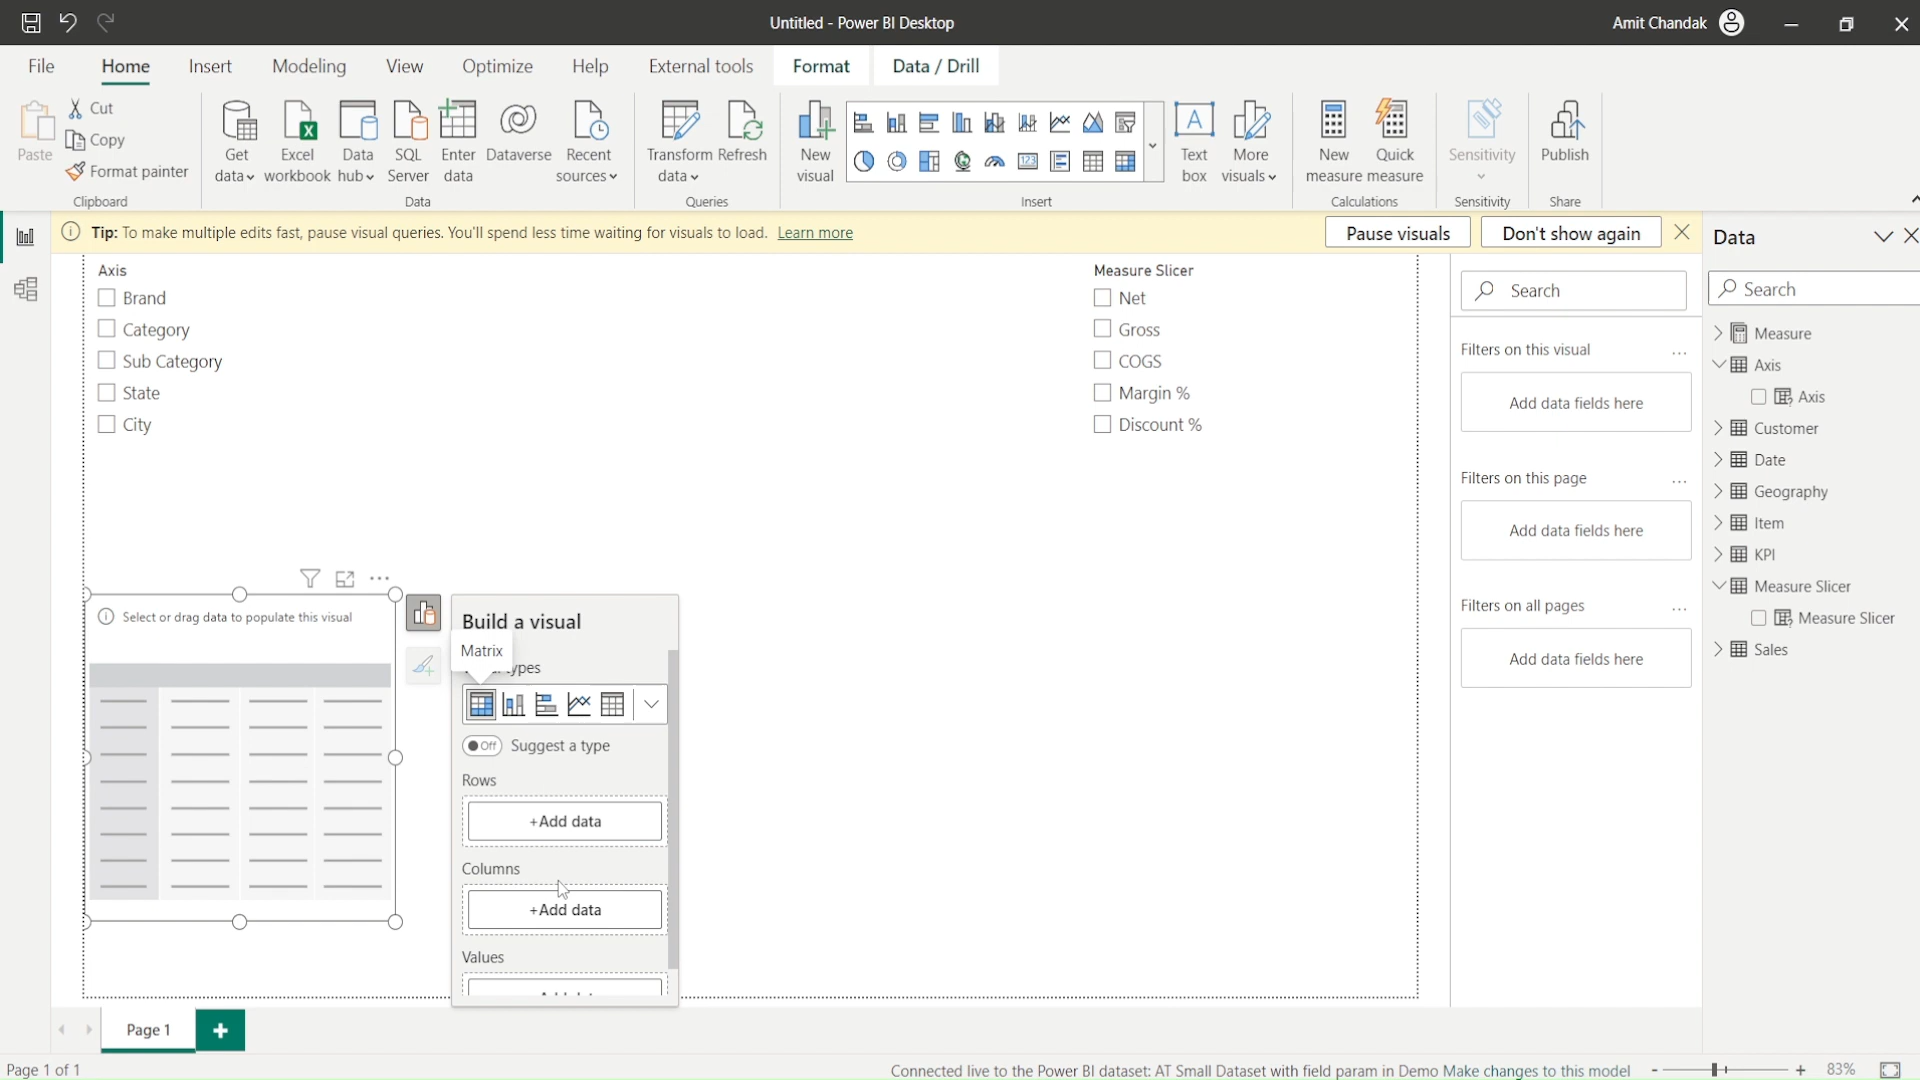 Untitled - Power BI Desktop
Amit Chandak
File
Home
Insert
Modeling
View
Optimize
Help
External tools
Format
Data / Drill
Paste
Cut
Copy
Format painter
Clipboard
Get data
Excel workbook
Data hub
SQL Server
Enter data
Dataverse
Recent sources
Data
Transform data
Refresh
Queries
New visual
123
Insert
A
Text box
More visuals
New measure
Quick measure
Calculations
Sensitivity
Sensitivity
Publish
Share
Tip: To make multiple edits fast, pause visual queries. You'll spend less time waiting for visuals to load. Learn more
Pause visuals
Don't show again
Axis
Brand
Category
Sub Category
State
City
Measure Slicer
Net
Gross
COGS
Margin %
Discount %
Select or drag data to populate this visual
Build a visual
Matrix
types
Off
Suggest a type
Rows
+Add data
Columns
+Add data
Values
Search
Filters on this visual
Add data fields here
Filters on this page
Add data fields here
Filters on all pages
Add data fields here
Data
Search
Measure
Axis
Axis
Customer
Date
Geography
Item
KPI
Measure Slicer
Measure Slicer
Sales
Page 1
Page 1 of 1
Connected live to the Power BI dataset: AT Small Dataset with field param in Demo Make changes to this model
- + 83%